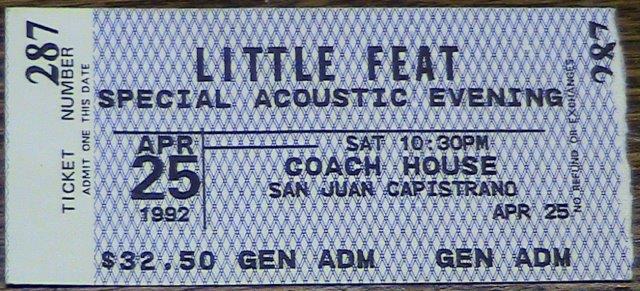 287
TICKET NUMBER
ADMIT ONE THIS DATE
LITTLE FEAT
SPECIAL ACOUSTIC EVENING
APR
25
1992
SAT 10:30PM
COACH HOUSE
SAN JUAN CAPISTRANO
APR 25
$32.50 GEN ADM GEN ADM
NO REFUND OR EXCHANGES
287